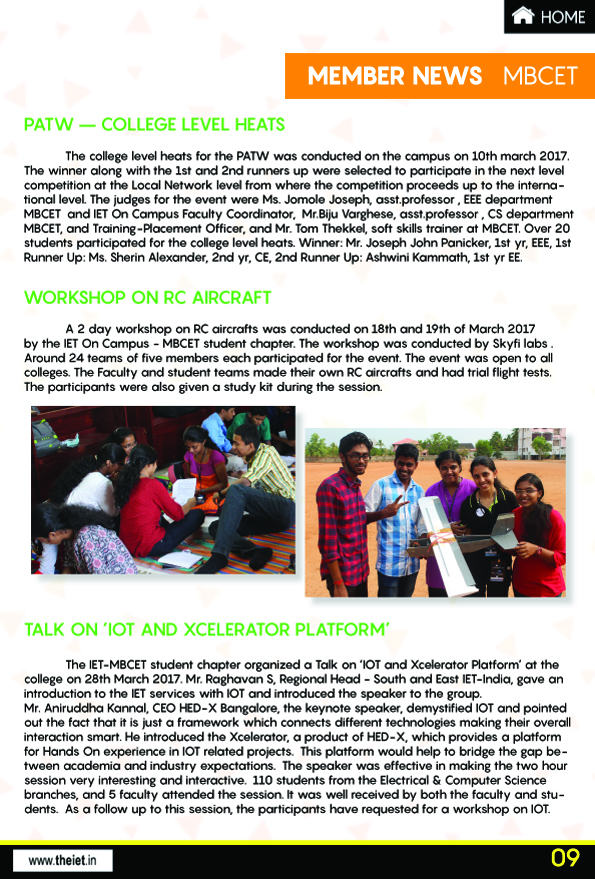 HOME
MEMBER NEWS MBCET
PATW — COLLEGE LEVEL HEATS
The college level heats for the PATW was conducted on the campus on 10th march 2017.
The winner along with the 1st and 2nd runners up were selected to participate in the next level
competition at the Local Network level from where the competition proceeds up to the interna-
tional level. The judges for the event were Ms. Jomole Joseph, asst.professor , EEE department
MBCET and IET On Campus Faculty Coordinator, Mr.Biju Varghese, asst.professor , CS department
MBCET, and Training-Placement Officer, and Mr. Tom Thekkel, soft skills trainer at MBCET. Over 20
students participated for the college level heats. Winner: Mr. Joseph John Panicker, 1st yr, EEE, 1st
Runner Up: Ms. Sherin Alexander, 2nd yr, CE, 2nd Runner Up: Ashwini Kammath, 1st yr EE.
WORKSHOP ON RC AIRCRAFT
A 2 day workshop on RC aircrafts was conducted on 18th and 19th of March 2017
by the IET On Campus - MBCET student chapter. The workshop was conducted by Skyfi labs .
Around 24 teams of five members each participated for the event. The event was open to all
colleges. The Faculty and student teams made their own RC aircrafts and had trial flight tests.
The participants were also given a study kit during the session.
TALK ON 'IOT AND XCELERATOR PLATFORM'
The IET-MBCET student chapter organized a Talk on 'IOT and Xcelerator Platform' at the
college on 28th March 2017. Mr. Raghavan S, Regional Head - South and East IET-India, gave an
introduction to the IET services with IOT and introduced the speaker to the group.
Mr. Aniruddha Kannal, CEO HED-X Bangalore, the keynote speaker, demystified IOT and pointed
out the fact that it is just a framework which connects different technologies making their overall
interaction smart. He introduced the Xcelerator, a product of HED-X, which provides a platform
for Hands On experience in IOT related projects. This platform would help to bridge the gap be-
tween academia and industry expectations. The speaker was effective in making the two hour
session very interesting and interactive. 110 students from the Electrical & Computer Science
branches, and 5 faculty attended the session. It was well received by both the faculty and stu-
dents. As a follow up to this session, the participants have requested for a workshop on IOT.
www.theiet.in
09